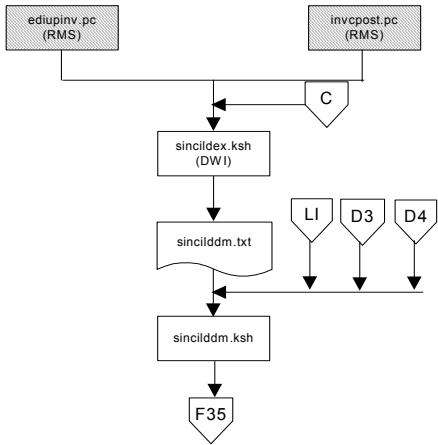 ediupinv.pc
(RMS)
invcpost.pc
(RMS)
C
sincildex.ksh
(DWI)
LI
D3
D4
sincilddm.txt
sincilddm.ksh
F35